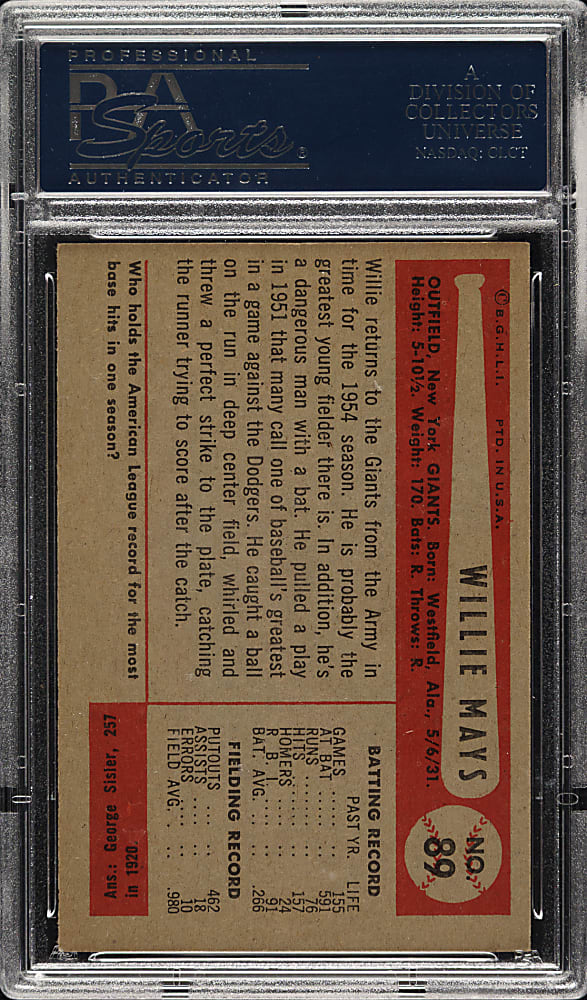 PROFESSIONAL
PSA
Sports®
AUTHENTICATOR
A
DIVISION OF
COLLECTORS
UNIVERSE
NASDAQ: CLCT
© B.G.H.L.I. PTD. IN U.S.A.
WILLIE MAYS
NO.
89
OUTFIELD, New York GIANTS. Born: Westfield, Ala., 5/6/31.
Height: 5-10½. Weight: 170. Bats: R. Throws: R.
Willie returns to the Giants from the Army in
time for the 1954 season. He is probably the
greatest young fielder there is. In addition, he's
a dangerous man with a bat. He pulled a play
in 1951 that many call one of baseball's greatest
in a game against the Dodgers. He caught a ball
on the run in deep center field, whirled and
threw a perfect strike to the plate, catching
the runner trying to score after the catch.
BATTING RECORD
PAST YR. LIFE
GAMES ...... .. 155
AT BAT ...... .. 591
RUNS ...... .. 76
HITS ....... .. 157
HOMERS .... .. 24
R. B. I. .... .. 91
BAT. AVG. .. .. .266
FIELDING RECORD
PUTOUTS ... .. 462
ASSISTS .... .. 18
ERRORS .... .. 10
FIELD AVG. . .. .980
Who holds the American League record for the most
base hits in one season?
Ans.: George Sisler, 257
in 1920